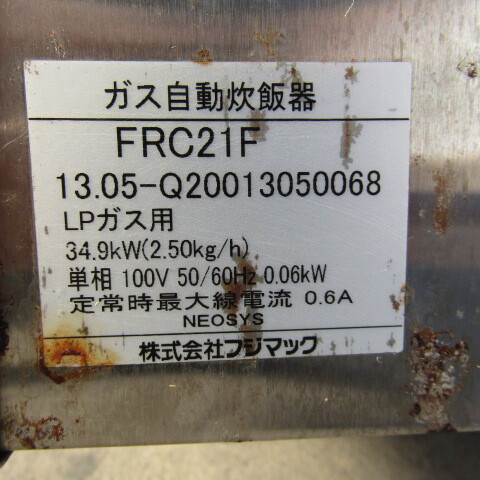 ガス自動炊飯器
FRC21F
13.05-Q20013050068
LPガス用
34.9kW(2.50kg/h)
単相 100V 50/60Hz 0.06kW
定常時最大線電流 0.6A
NEOSYS
株式会社フジマック